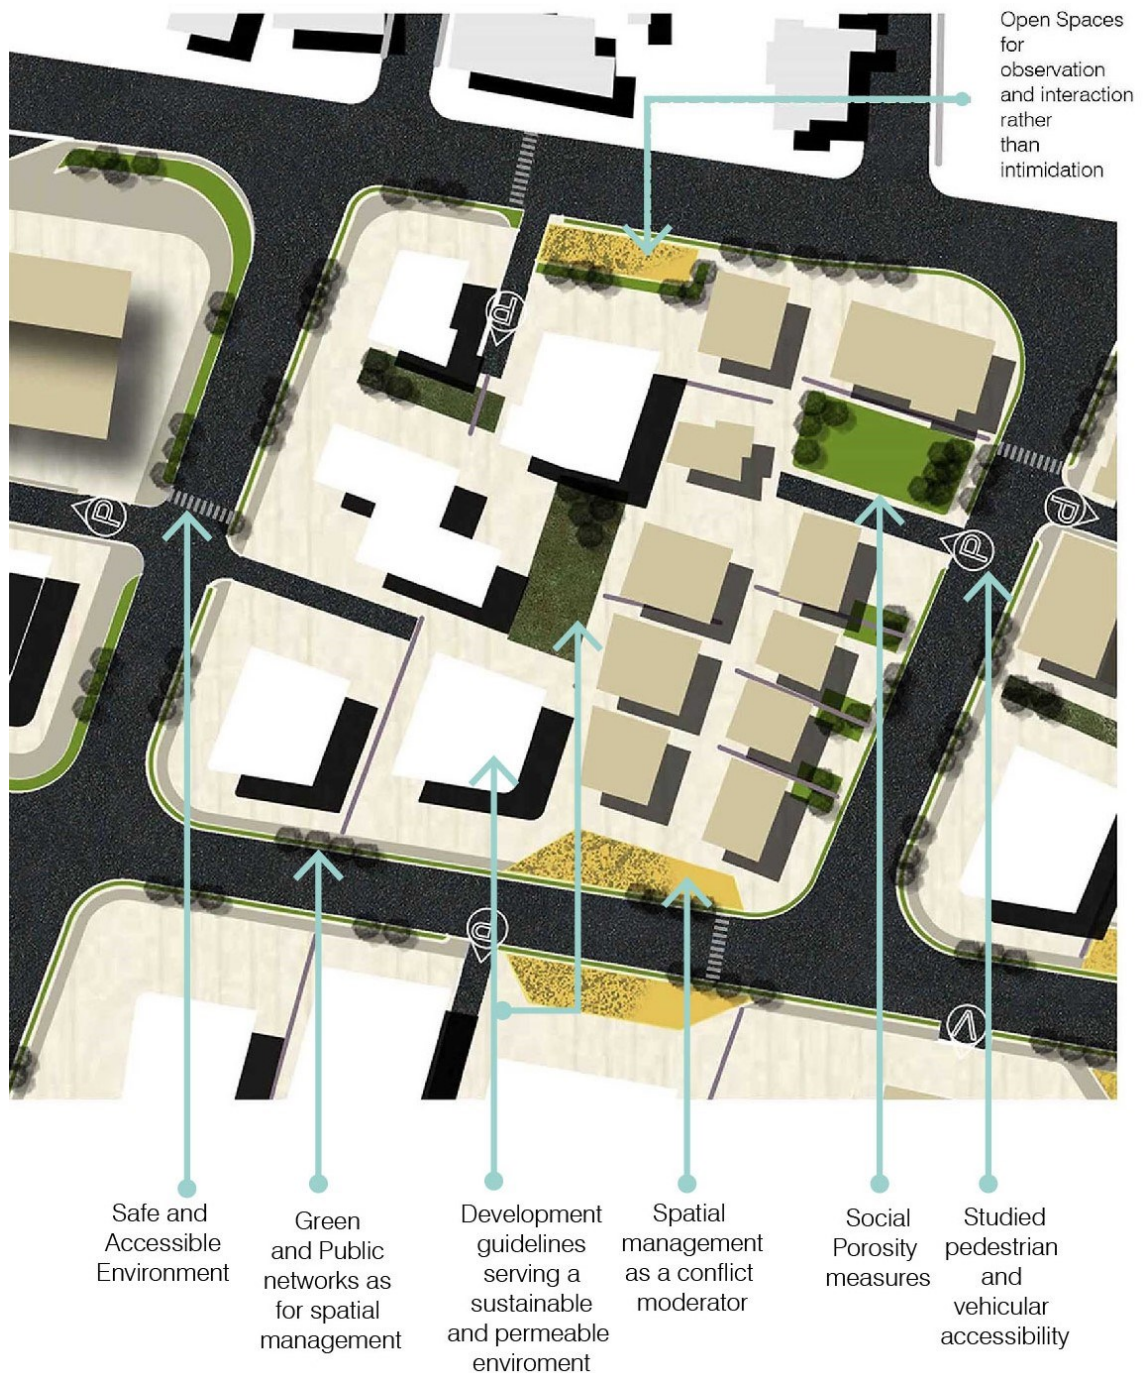 Open Spaces
for
observation
and interaction
rather
than
intimidation
P
P
P
P
P
V
Safe and
Accessible
Environment
Green
and Public
networks as
for spatial
management
Development
guidelines
serving a
sustainable
and permeable
enviroment
Spatial
management
as a conflict
moderator
Social
Porosity
measures
Studied
pedestrian
and
vehicular
accessibility